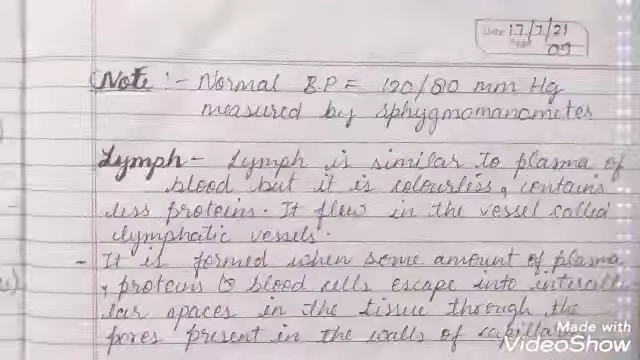 Date 17/7/21
Page 09
(Note :- Normal B.P = 120/80 mm Hg
measured by sphygmomanometer
Lymph - Lymph is similar to plasma of
blood but it is colourless & contains
less proteins. It flow in the vessel called
lymphatic vessels.
- It is formed when some amount of plasma
, proteins & blood cells escape into intercellu
lar spaces in the tissue through the
pores present in the walls of
Made with
VideoShow